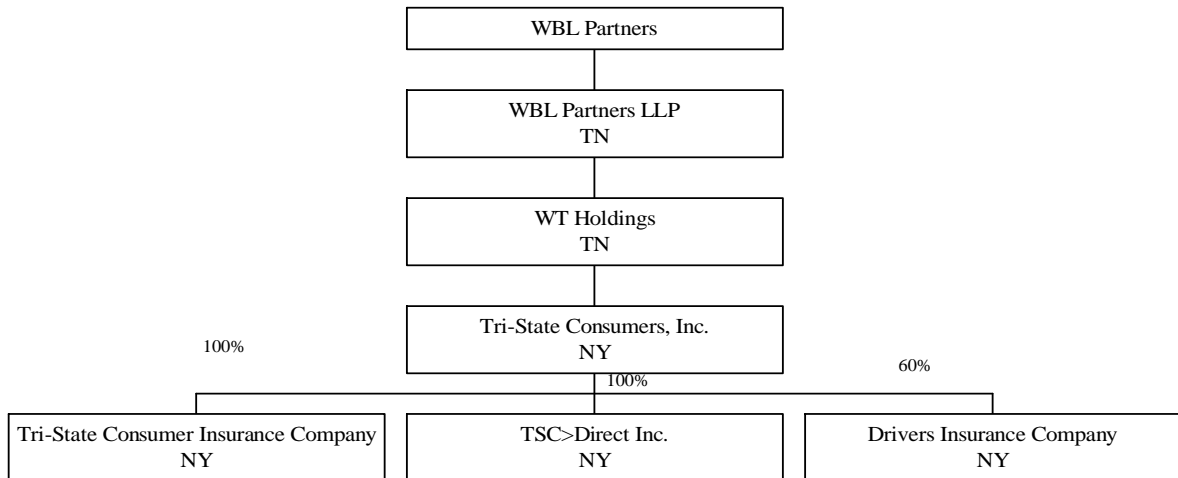 WBL Partners
WBL Partners LLP
TN
WT Holdings
TN
Tri-State Consumers, Inc.
NY
100%
100%
60%
Tri-State Consumer Insurance Company
NY
TSC>Direct Inc.
NY
Drivers Insurance Company
NY